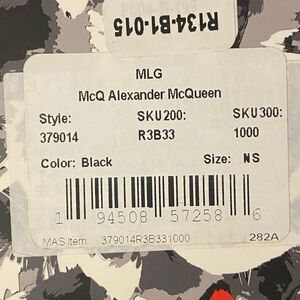 R134-B1-015
MLG
McQ Alexander McQueen
Style: SKU200: SKU300:
379014 R3B33 1000
Color: Black Size: NS
1 94508 57258 6
MAS Item: 379014R3B331000 282A